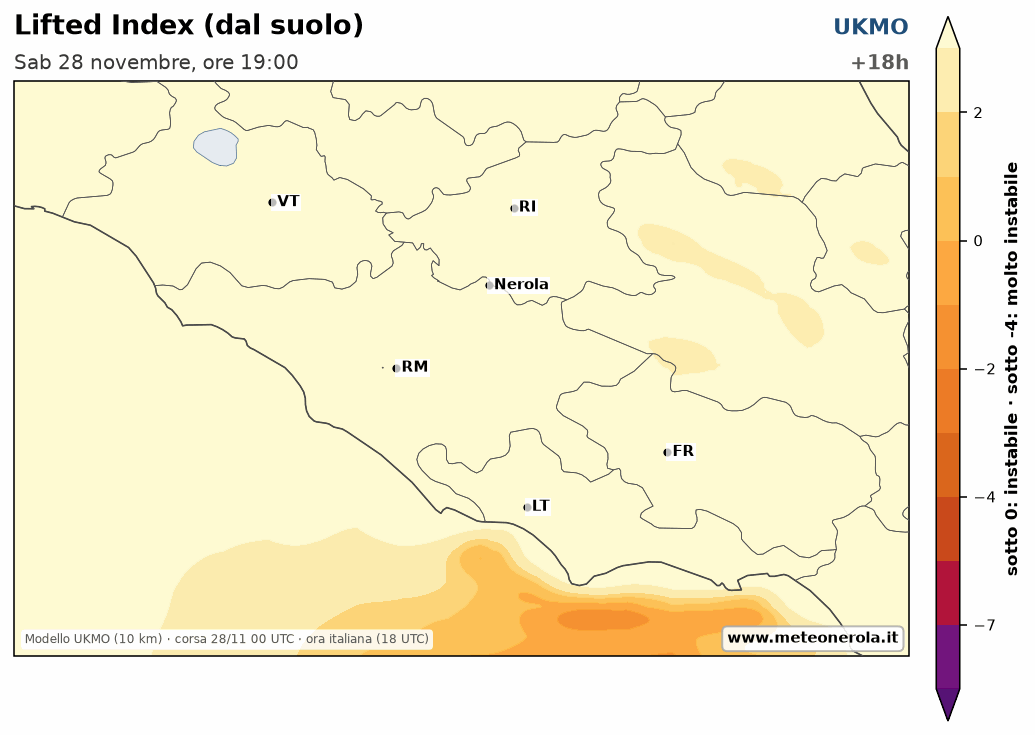 Lifted Index (dal suolo)
UKMO
Sab 28 novembre, ore 19:00
+18h
VT
RI
Nerola
RM
FR
LT
2
0
−2
−4
−7
sotto 0: instabile · sotto -4: molto instabile
Modello UKMO (10 km) · corsa 28/11 00 UTC · ora italiana (18 UTC)
www.meteonerola.it